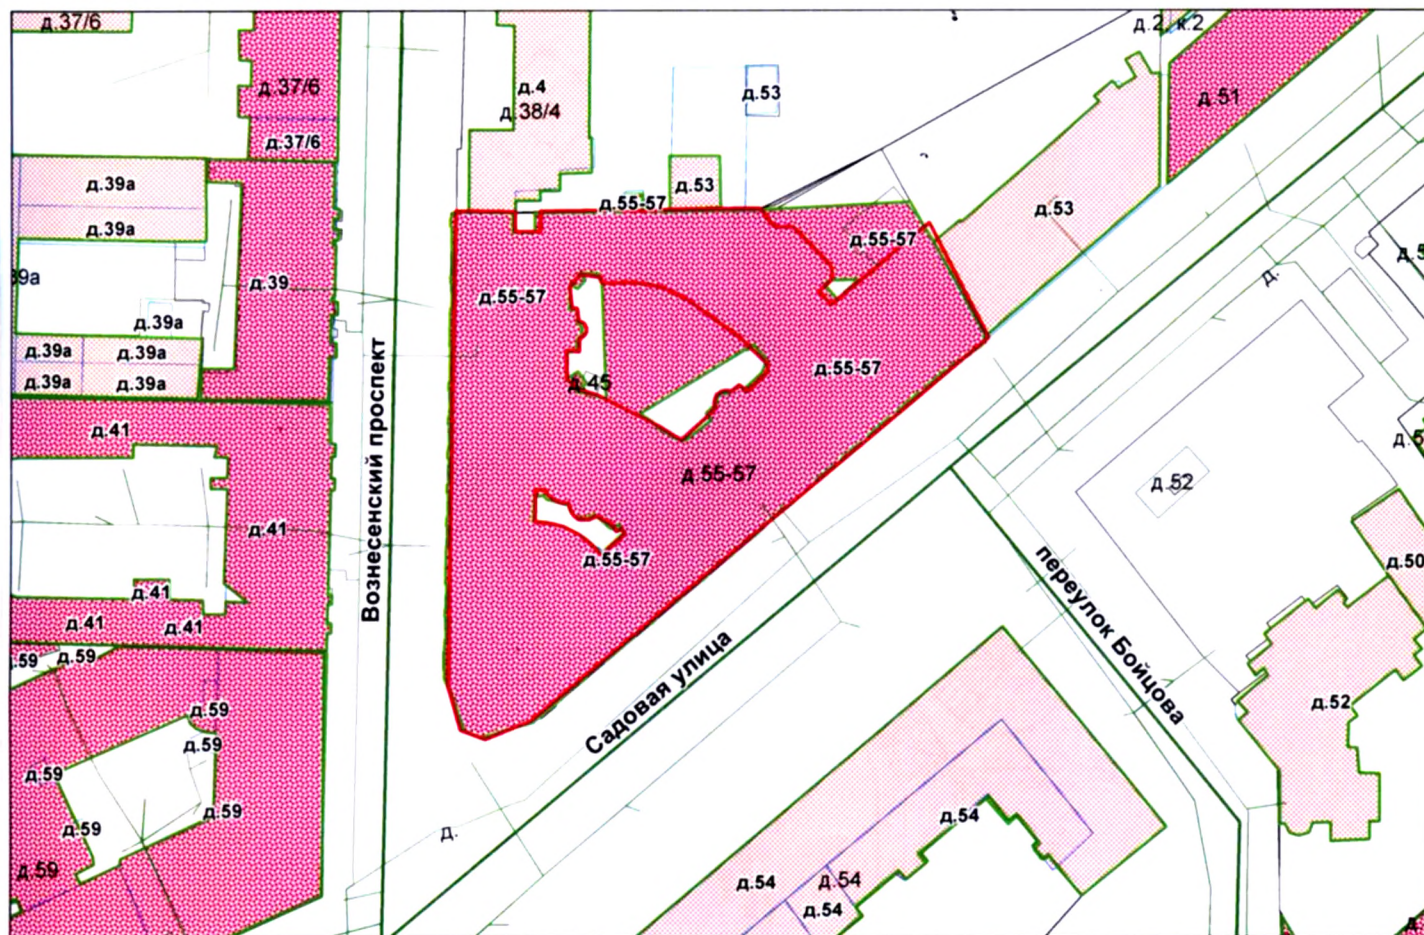 д.37/6
д.37/6
д.37/6
д.4
д.38/4
д.53
д.2, к.2
д.51
д.39а
д.39а
д.53
д.55-57
д.53
д.55-57
д.39
д.55-57
39а
д.39а
д.
д.39а
д.39а
д.39а
д.39а
д.45
д.55-57
Вознесенский проспект
д.41
д.55-57
д.52
д.41
д.55-57
д.50
д.41
д.41
д.41
переулок Бойцова
Садовая улица
д.59
д.59
д.59
д.52
д.59
д.59
д.59
д.59
д.59
д.
д.54
д.54
д.54
д.54